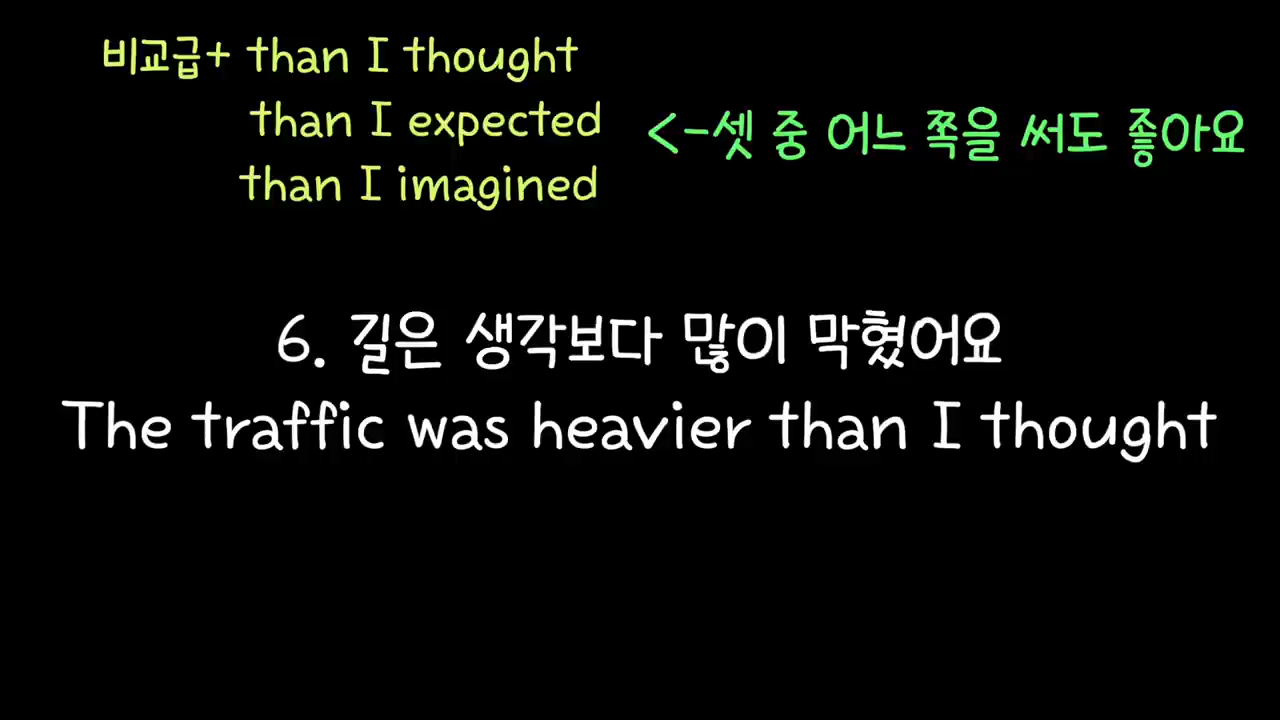 비교급+ than I thought
than I expected
<-셋 중 어느 쪽을 써도 좋아요
than I imagined
6. 길은 생각보다 많이 막혔어요
The traffic was heavier than I thought